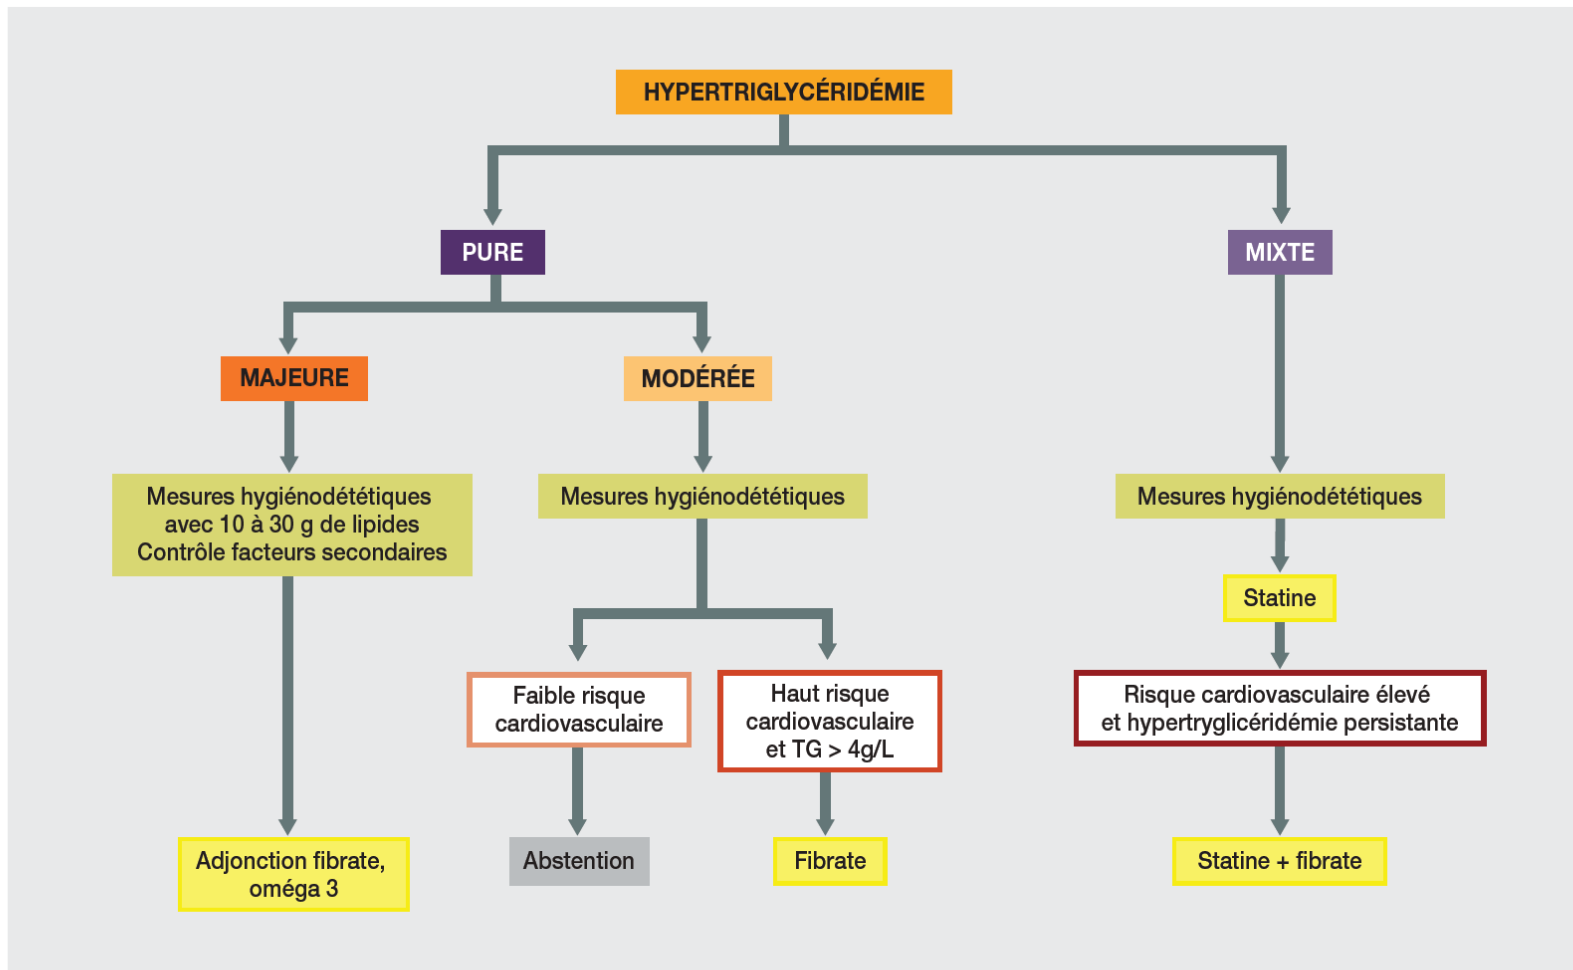 HYPERTRIGLYCÉRIDÉMIE
PURE
MIXTE
MAJEURE
MODÉRÉE
Mesures hygiénodététiques
avec 10 à 30 g de lipides
Contrôle facteurs secondaires
Mesures hygiénodététiques
Mesures hygiénodététiques
Statine
Faible risque
cardiovasculaire
Haut risque
cardiovasculaire
et TG > 4g/L
Risque cardiovasculaire élevé
et hypertryglicéridémie persistante
Adjonction fibrate,
oméga 3
Abstention
Fibrate
Statine + fibrate